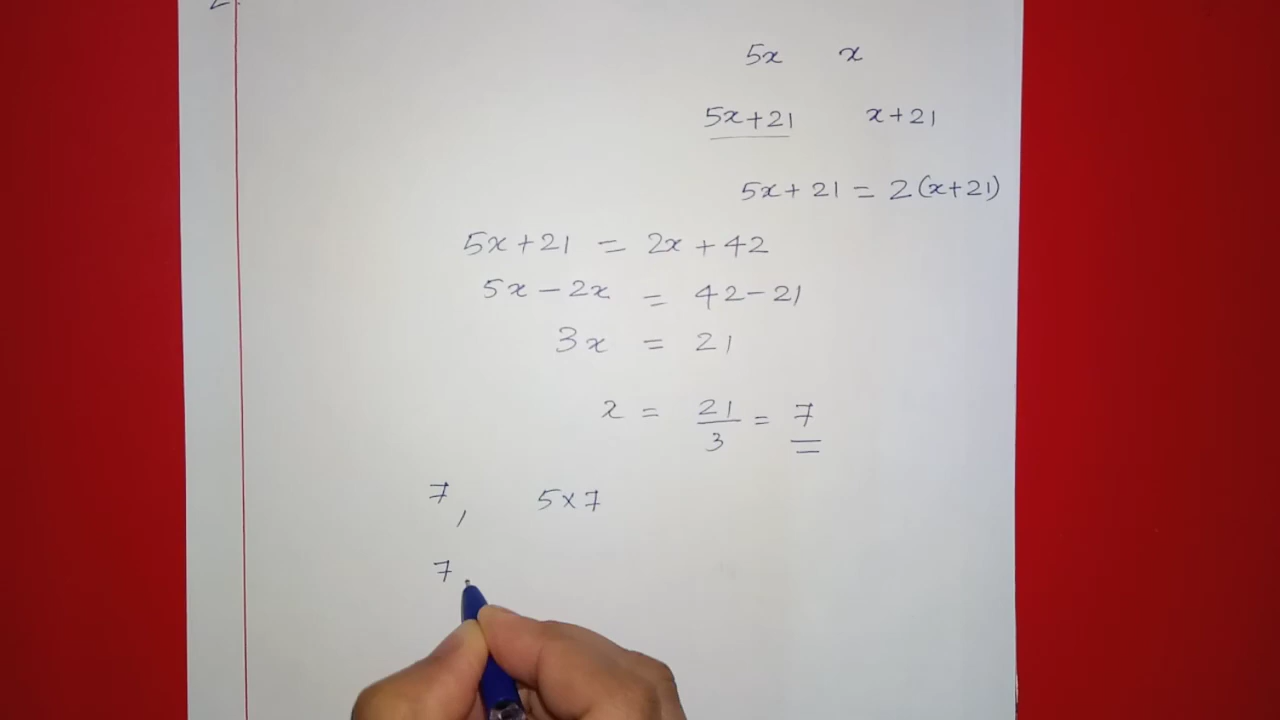 5x x
5x+21 x+21
5x+21 = 2(x+21)
5x+21 = 2x+42
5x-2x = 42-21
3x = 21
x = 21/3 = 7
7, 5×7
7